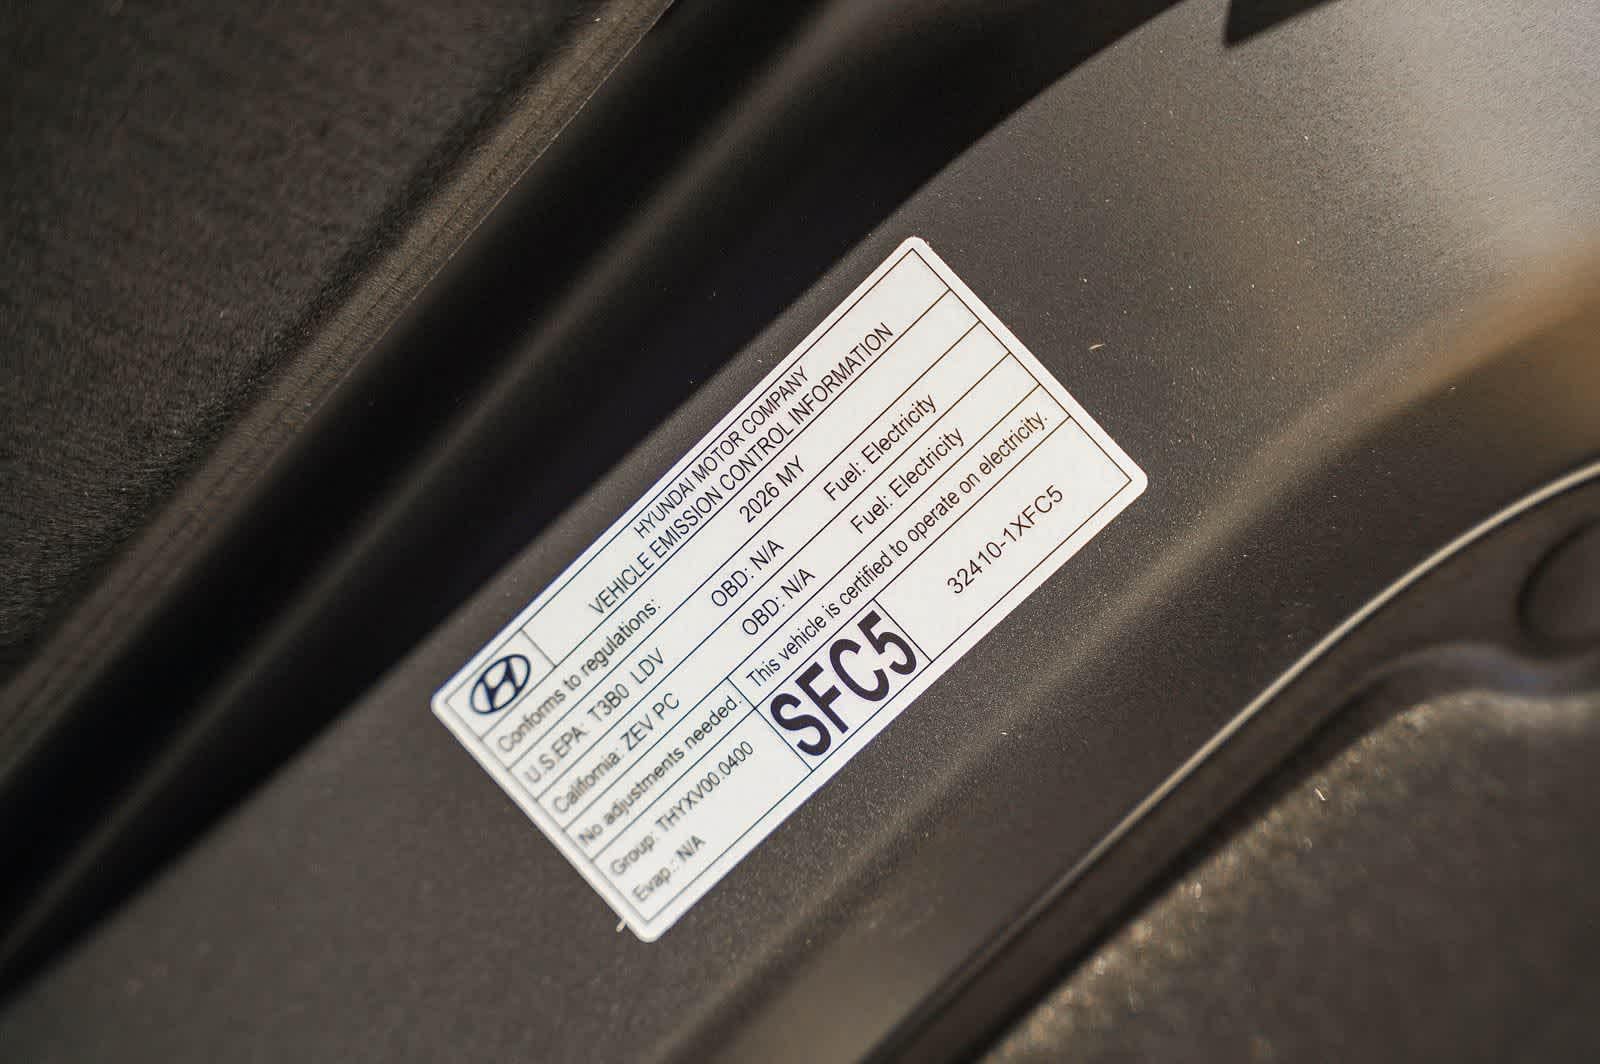 HYUNDAI MOTOR COMPANY
VEHICLE EMISSION CONTROL INFORMATION
Conforms to regulations: 2026 MY
U.S.EPA: T3B0 LDV OBD: N/A Fuel: Electricity
California: ZEV PC OBD: N/A Fuel: Electricity
No adjustments needed. This vehicle is certified to operate on electricity.
Group: THYXV00.0400
Evap.: N/A
SFC5
32410-1XFC5